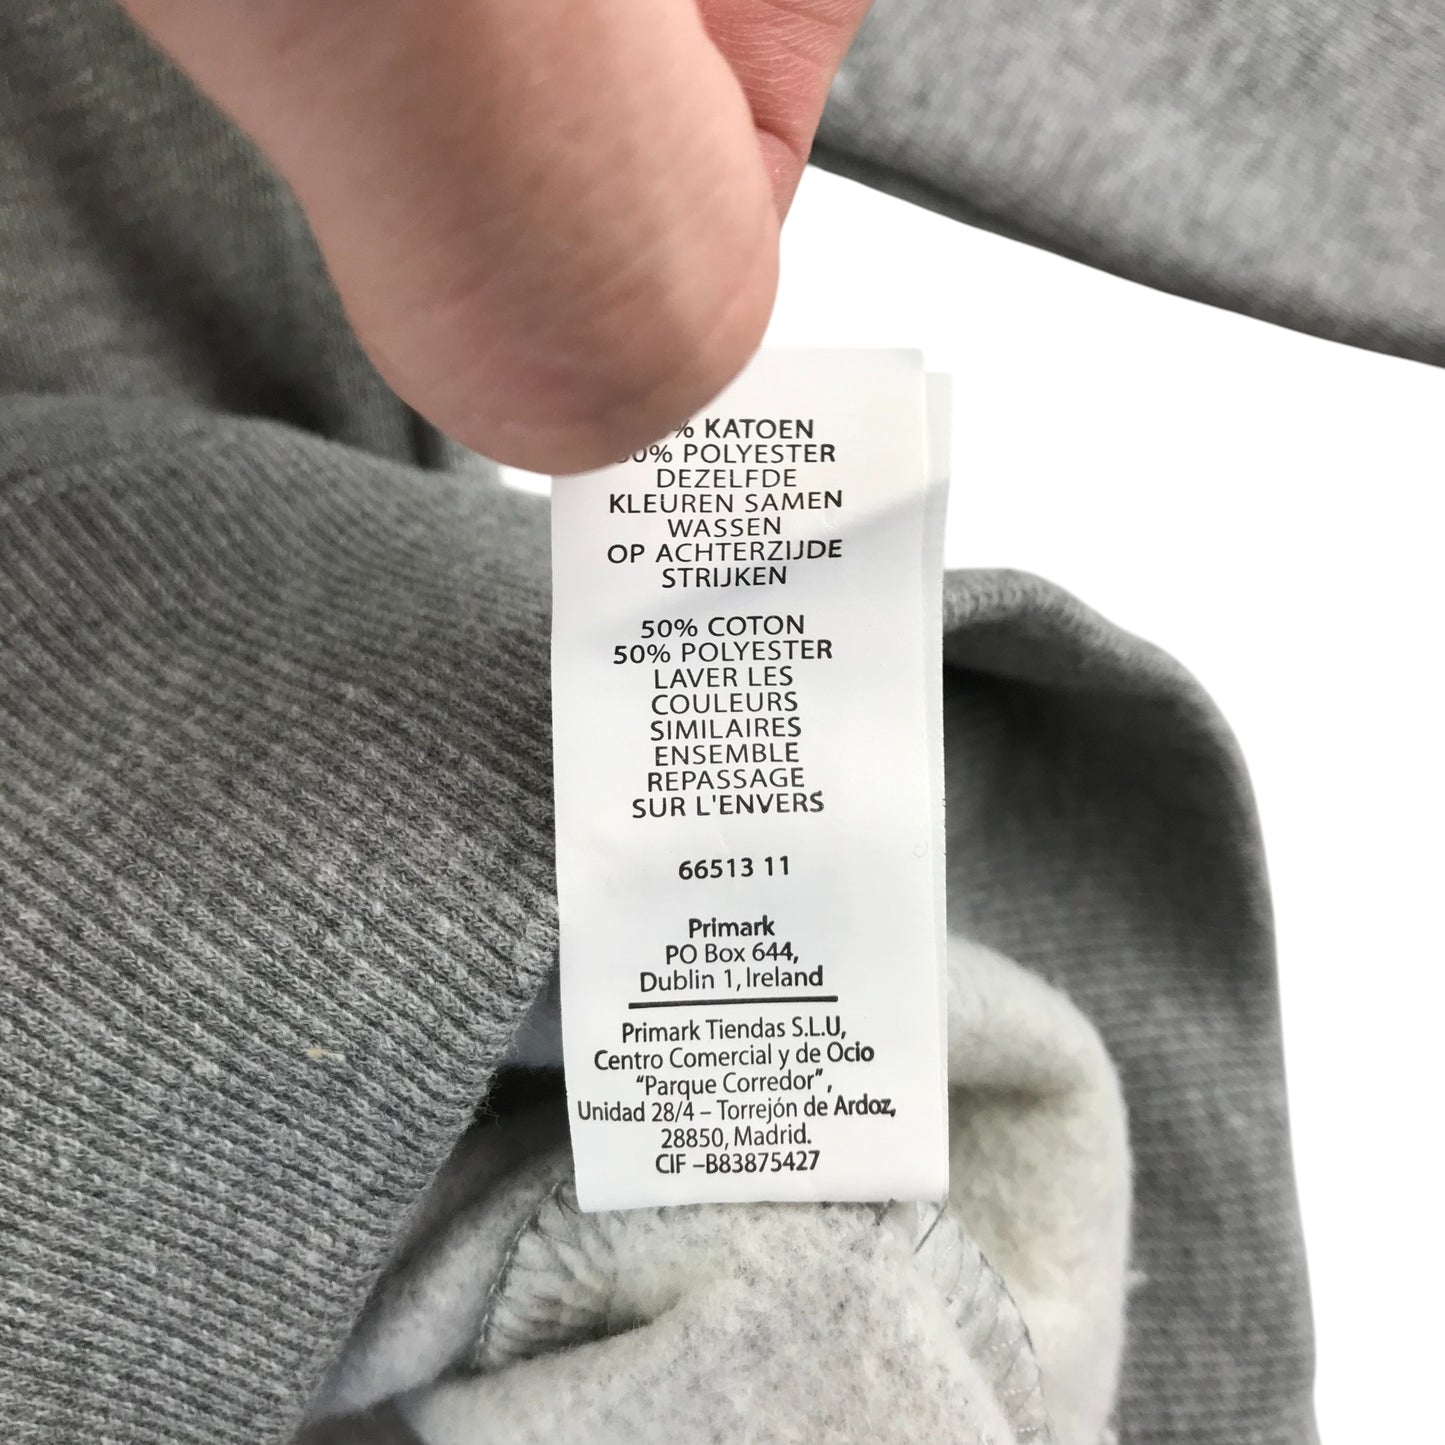 % KATOEN
50% POLYESTER
DEZELFDE
KLEUREN SAMEN
WASSEN
OP ACHTERZIJDE
STRIJKEN
50% COTON
50% POLYESTER
LAVER LES
COULEURS
SIMILAIRES
ENSEMBLE
REPASSAGE
SUR L'ENVERS
66513 11
Primark
PO Box 644,
Dublin 1, Ireland
Primark Tiendas S.L.U,
Centro Comercial y de Ocio
“Parque Corredor”,
Unidad 28/4 – Torrejón de Ardoz,
28850, Madrid.
CIF –B83875427